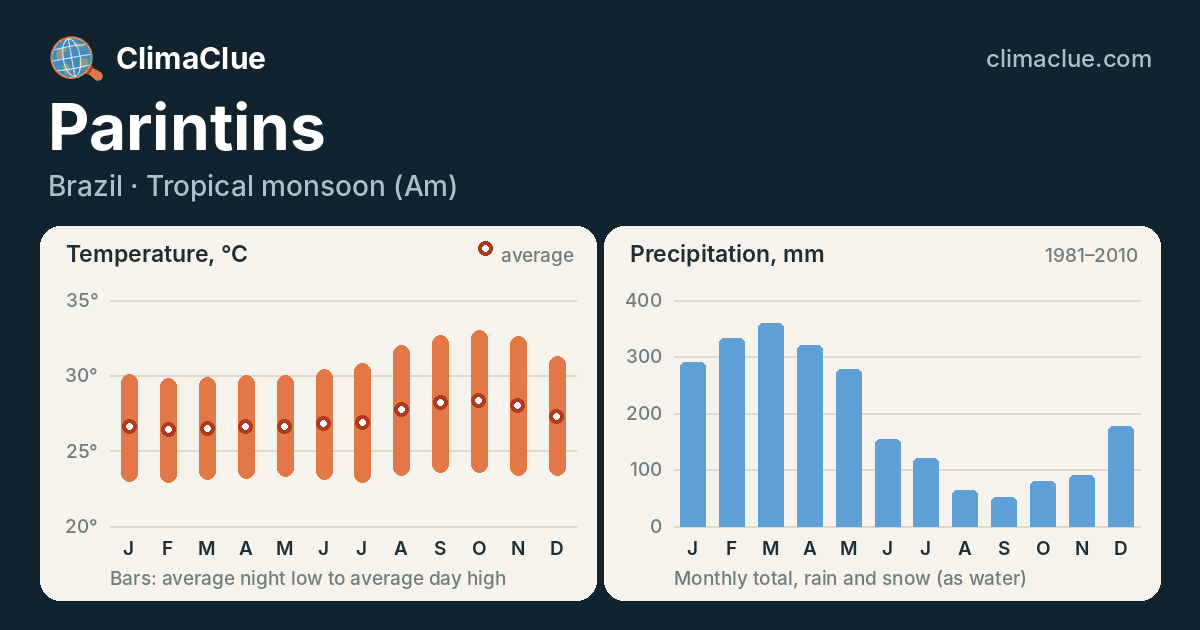 ClimaClue
climaclue.com
Parintins
Brazil · Tropical monsoon (Am)
Temperature, °C
average
35°
30°
25°
20°
J F M A M J J A S O N D
Bars: average night low to average day high
Precipitation, mm
1981–2010
400
300
200
100
0
J F M A M J J A S O N D
Monthly total, rain and snow (as water)